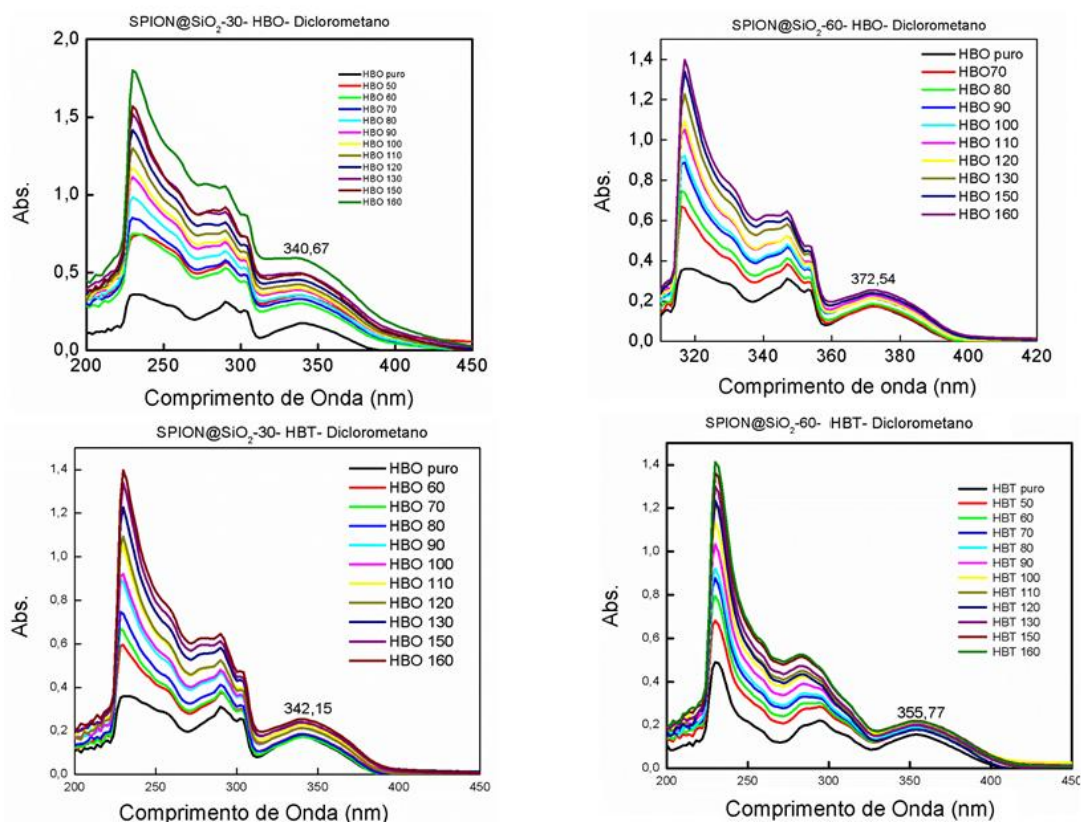 SPION@SiO₂-30- HBO- Diclorometano
2,0
1,5
1,0
0,5
0,0
Abs.
HBO puro
HBO 50
HBO 60
HBO 70
HBO 80
HBO 90
HBO 100
HBO 110
HBO 120
HBO 130
HBO 150
HBO 160
340,67
200 250 300 350 400 450
Comprimento de Onda (nm)
SPION@SiO₂-60- HBO- Diclorometano
1,4
1,2
1,0
0,8
0,6
0,4
0,2
0,0
Abs.
HBO puro
HBO70
HBO 80
HBO 90
HBO 100
HBO 110
HBO 120
HBO 130
HBO 150
HBO 160
372,54
320 340 360 380 400 420
Comprimento de onda (nm)
SPION@SiO₂-30- HBT- Diclorometano
1,4
1,2
1,0
0,8
0,6
0,4
0,2
0,0
Abs.
HBO puro
HBO 60
HBO 70
HBO 80
HBO 90
HBO 100
HBO 110
HBO 120
HBO 130
HBO 150
HBO 160
342,15
200 250 300 350 400 450
Comprimento de Onda (nm)
SPION@SiO₂-60- HBT- Diclorometano
1,4
1,2
1,0
0,8
0,6
0,4
0,2
0,0
Abs.
HBT puro
HBT 50
HBT 60
HBT 70
HBT 80
HBT 90
HBT 100
HBT 110
HBT 120
HBT 130
HBT 150
HBT 160
355,77
200 250 300 350 400 450
Comprimento de Onda (nm)